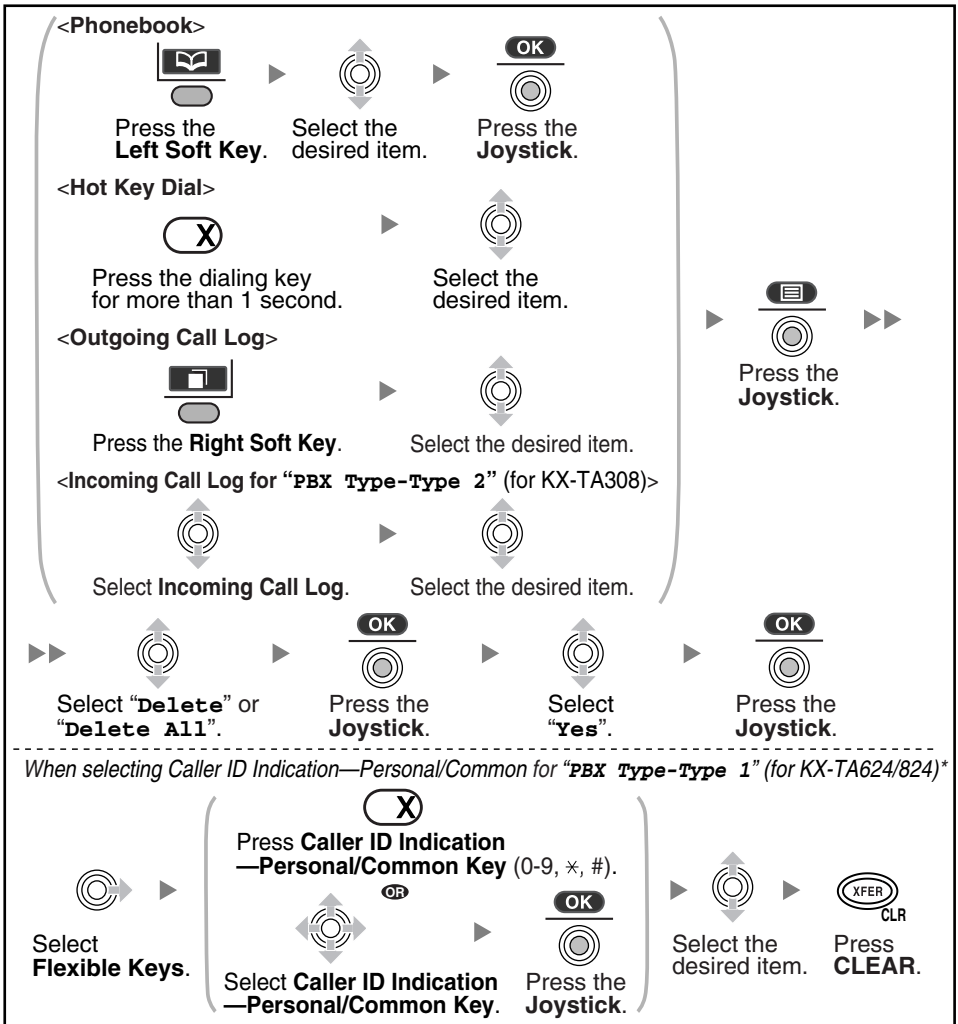 <Phonebook>
OK
Press the Left Soft Key.
Select the desired item.
Press the Joystick.
<Hot Key Dial>
X
Press the dialing key for more than 1 second.
Select the desired item.
<Outgoing Call Log>
Press the Right Soft Key.
Select the desired item.
<Incoming Call Log for “PBX Type-Type 2” (for KX-TA308)>
Select Incoming Call Log.
Select the desired item.
Press the Joystick.
OK
OK
Select “Delete” or “Delete All”.
Press the Joystick.
Select “Yes”.
Press the Joystick.
When selecting Caller ID Indication—Personal/Common for “PBX Type-Type 1” (for KX-TA624/824)*
X
Press Caller ID Indication
—Personal/Common Key (0-9, ✳, #).
OR
OK
XFER
CLR
Select Flexible Keys.
Select Caller ID Indication
—Personal/Common Key.
Press the Joystick.
Select the desired item.
Press CLEAR.